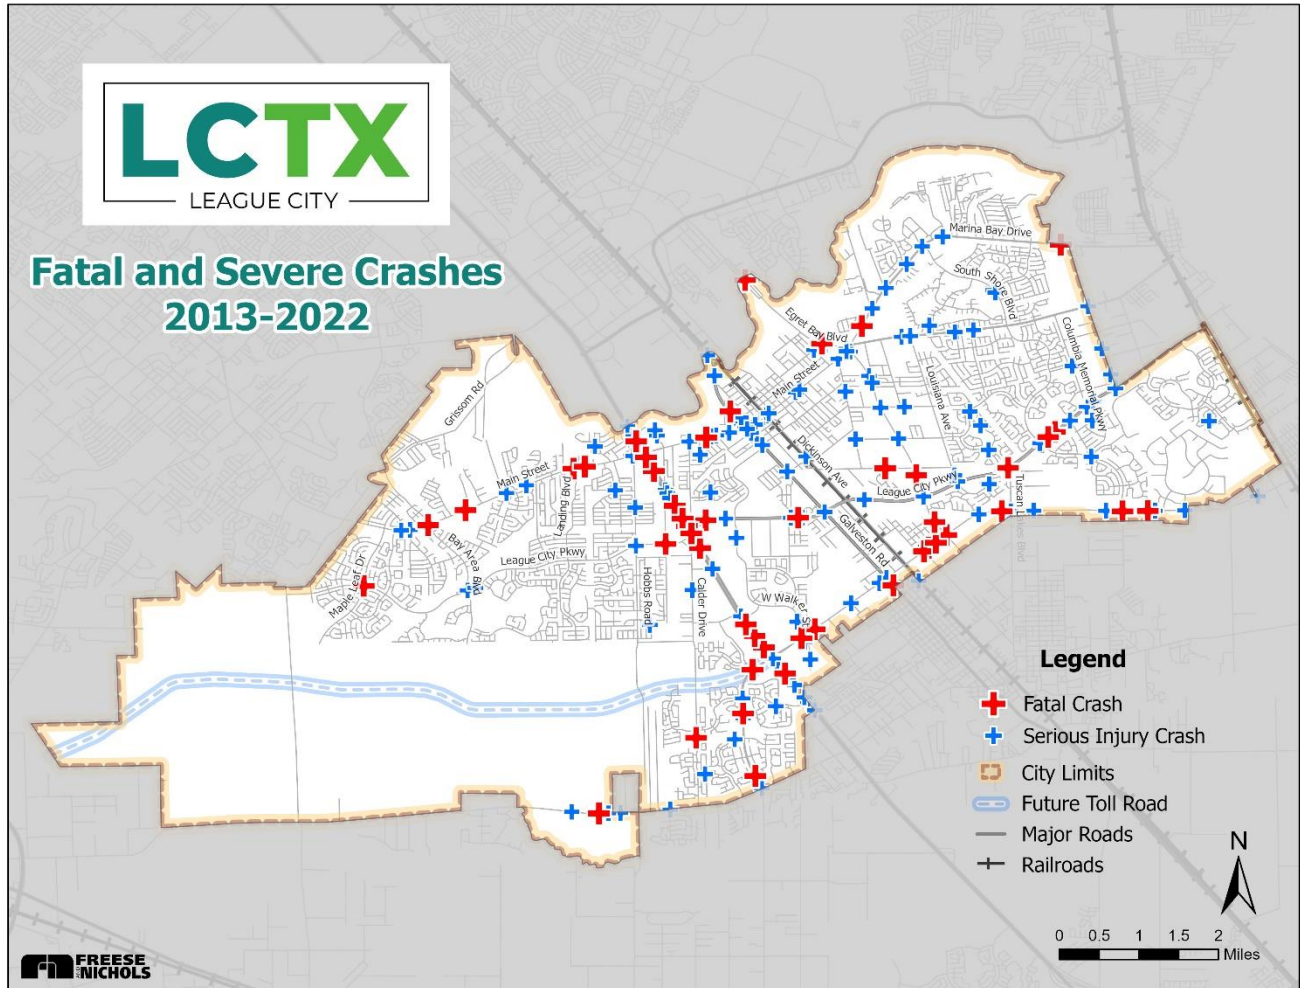 LCTX
LEAGUE CITY
Fatal and Severe Crashes
2013-2022
Marina Bay Drive
South Shore Blvd
Egret Bay Blvd
Columbia Memorial Pkwy
Main Street
Louisiana Ave
Grissom Rd
Dickinson Ave
Main Street
Landing Blvd
League City Pkwy
Tuscan Lakes Blvd
Galveston Rd
Bay Area Blvd
League City Pkwy
Maple Leaf Dr
Hobbs Road
Calder Drive
W Walker St
Legend
Fatal Crash
Serious Injury Crash
City Limits
Future Toll Road
Major Roads
Railroads
N
0 0.5 1 1.5 2
Miles
FREESE
AND
NICHOLS